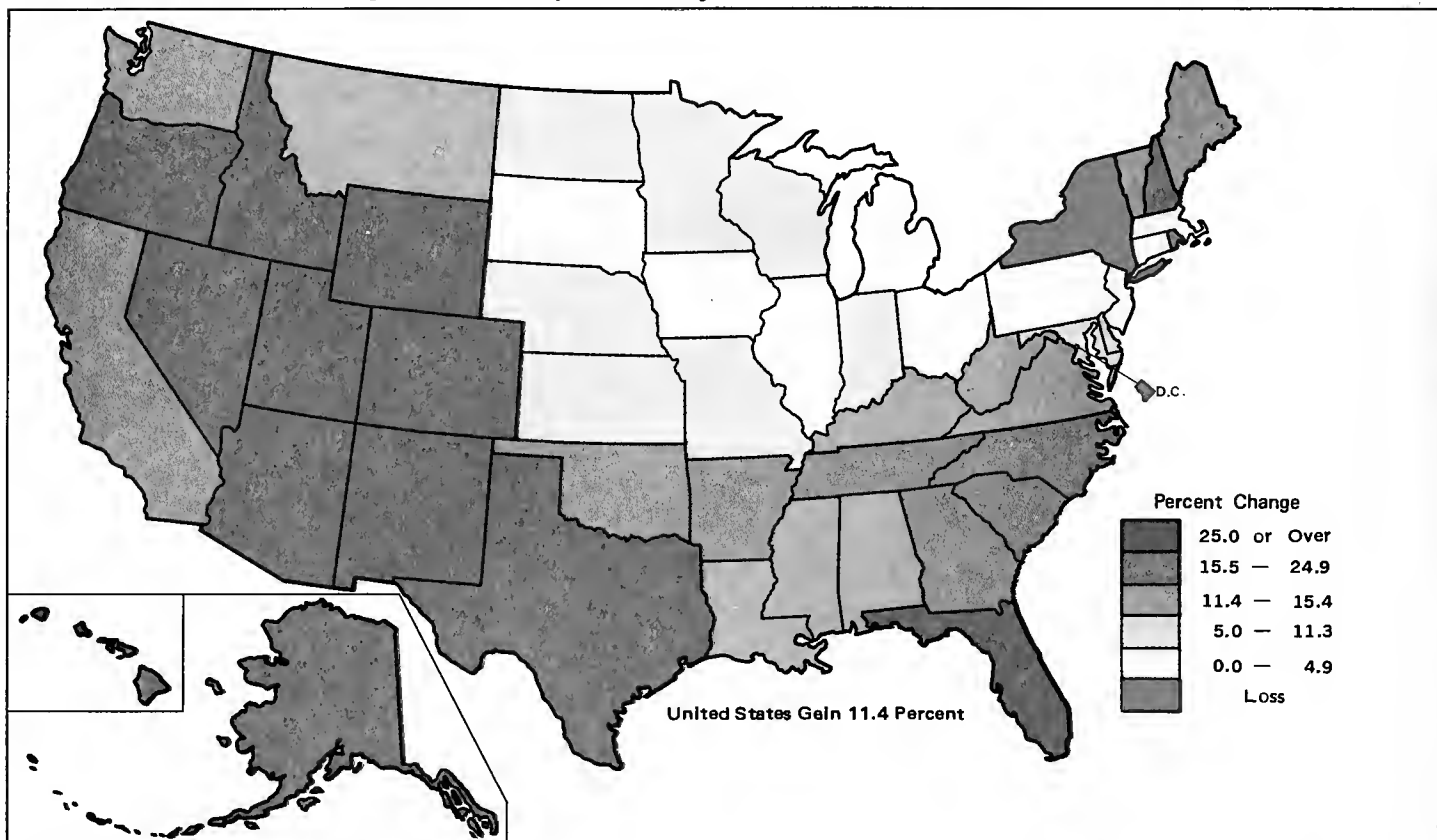 D.C.
Percent Change
25.0 or Over
15.5 — 24.9
11.4 — 15.4
5.0 — 11.3
0.0 — 4.9
Loss
United States Gain 11.4 Percent